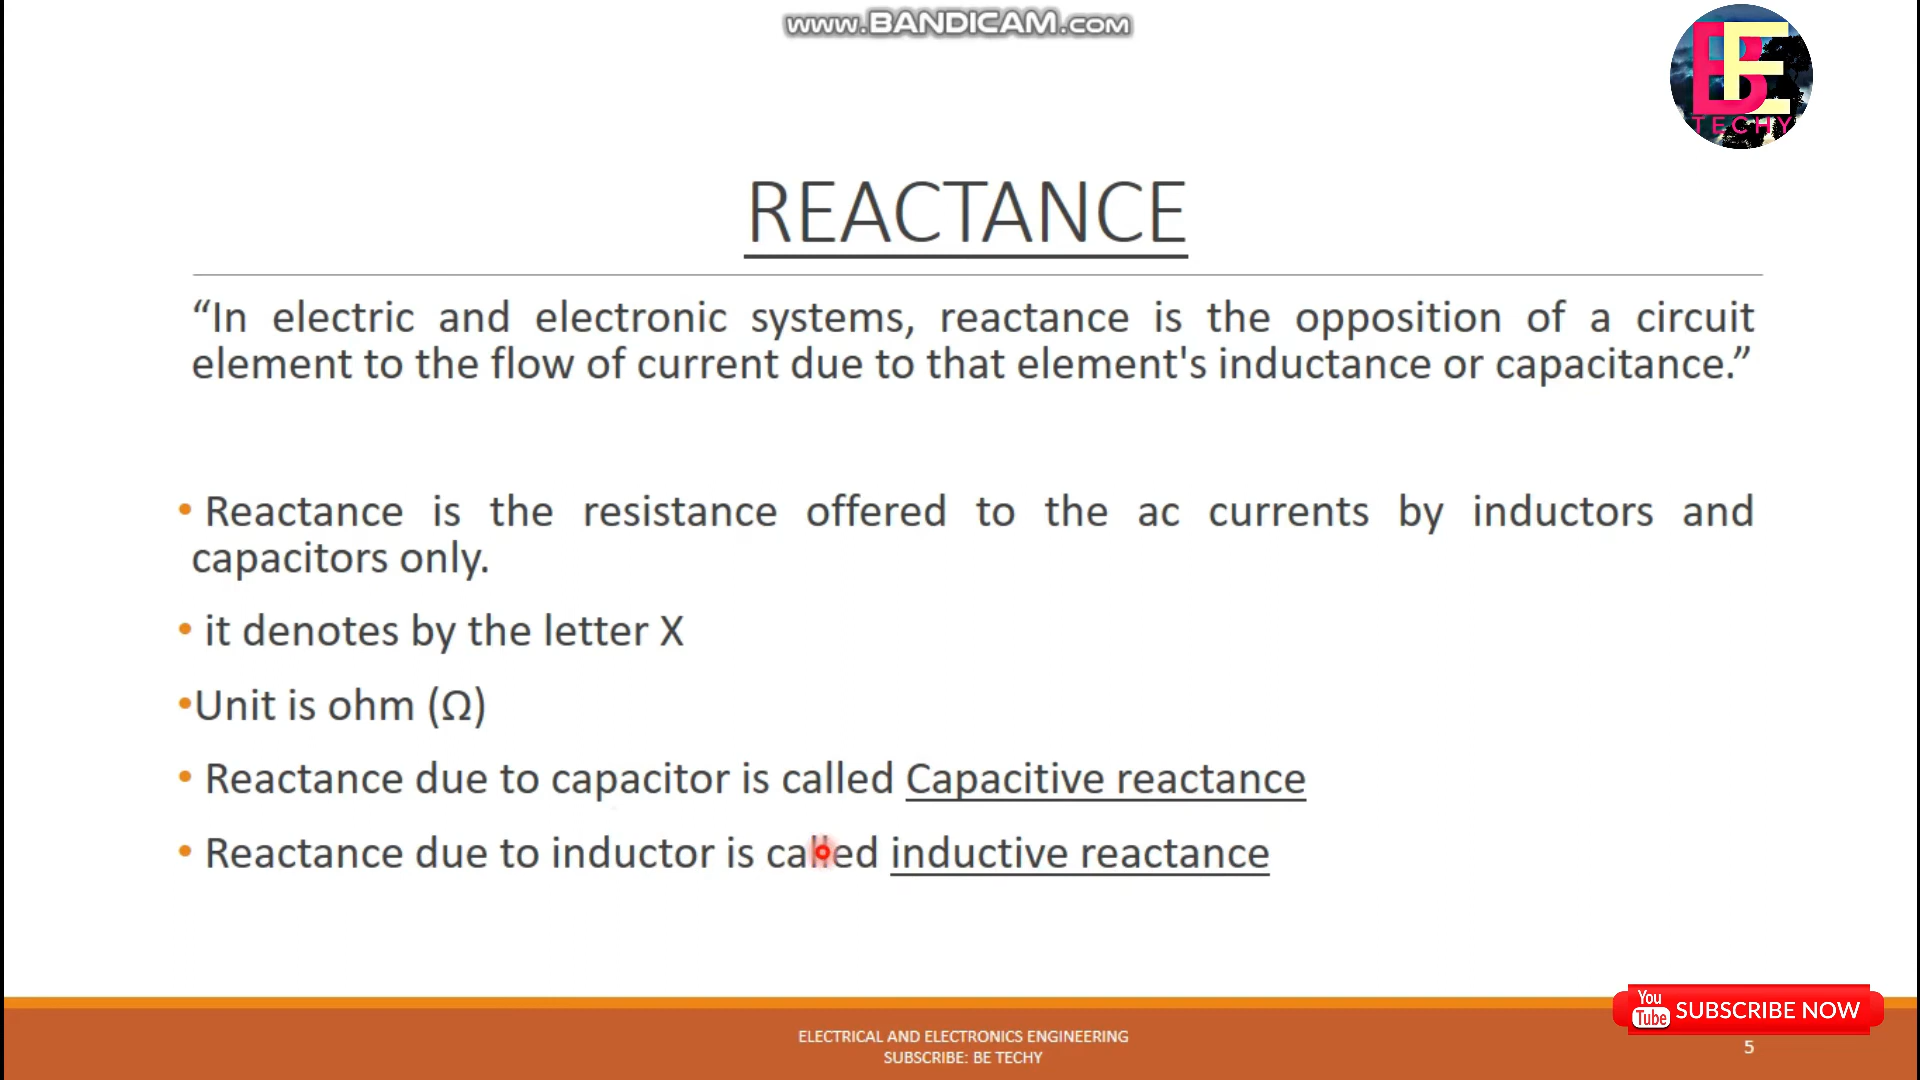 www.BANDICAM.com
BE
TECHY
REACTANCE
“In electric and electronic systems, reactance is the opposition of a circuit
element to the flow of current due to that element's inductance or capacitance.”
• Reactance is the resistance offered to the ac currents by inductors and
capacitors only.
• it denotes by the letter X
•Unit is ohm (Ω)
• Reactance due to capacitor is called Capacitive reactance
• Reactance due to inductor is called inductive reactance
You
Tube
SUBSCRIBE NOW
ELECTRICAL AND ELECTRONICS ENGINEERING
SUBSCRIBE: BE TECHY
5